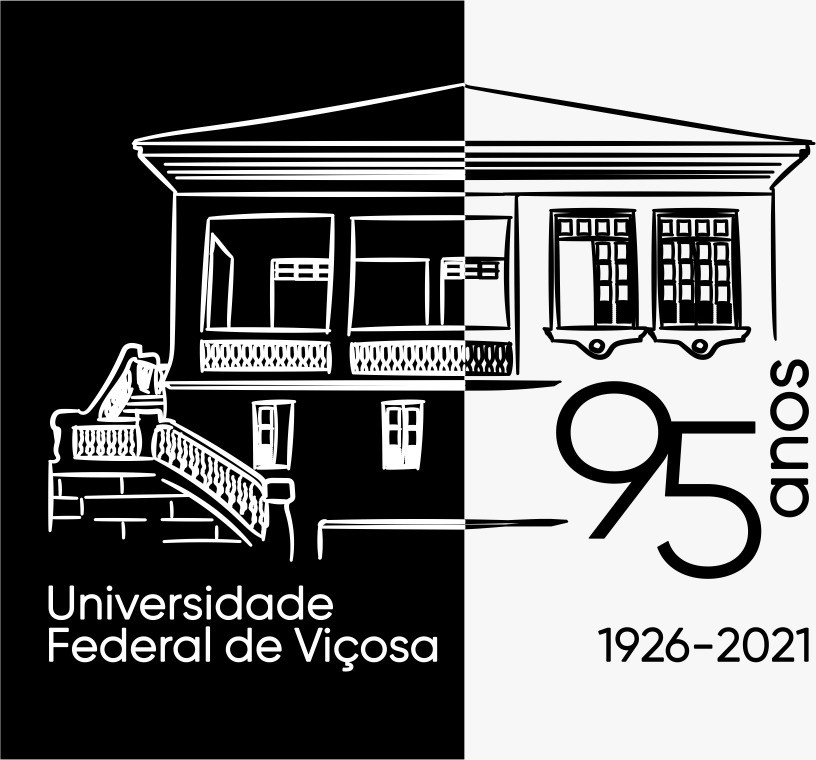 95
anos
Universidade
Federal de Viçosa
1926-2021